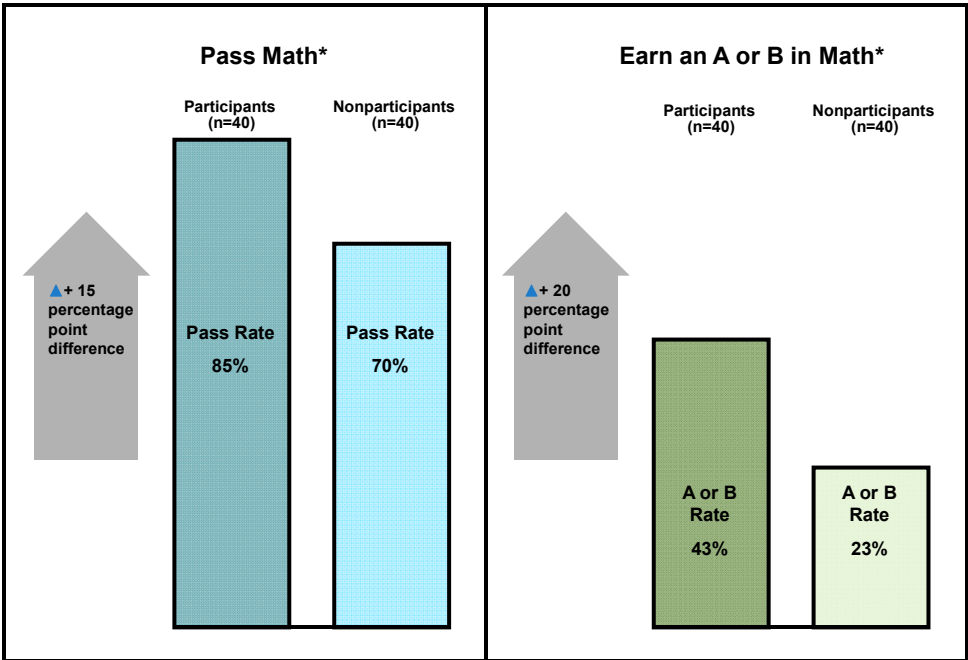 Pass Math*
Participants
(n=40)
Nonparticipants
(n=40)
+ 15
percentage
point
difference
Pass Rate
85%
Pass Rate
70%
Earn an A or B in Math*
Participants
(n=40)
Nonparticipants
(n=40)
+ 20
percentage
point
difference
A or B
Rate
43%
A or B
Rate
23%